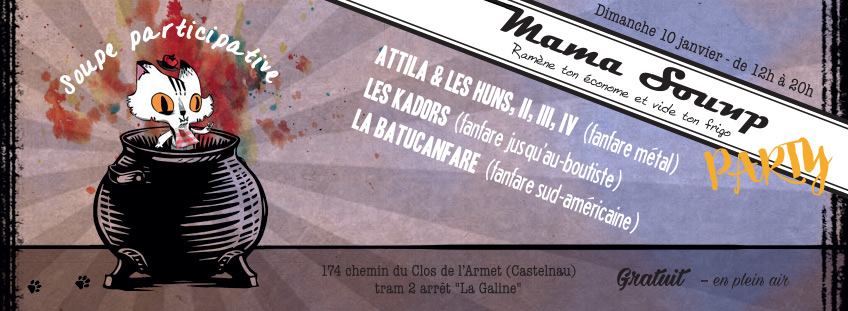 Soupe participative
Dimanche 10 janvier - de 12h à 20h
Mama Sounp
Ramène ton économe et vide ton frigo
PARTY
ATTILA & LES HUNS, II, III, IV (fanfare métal)
LES KADORS (fanfare jusqu'au-boutiste)
LA BATUCANFARE (fanfare sud-américaine)
174 chemin du Clos de l'Armet (Castelnau)
tram 2 arrêt "La Galine"
Gratuit – en plein air